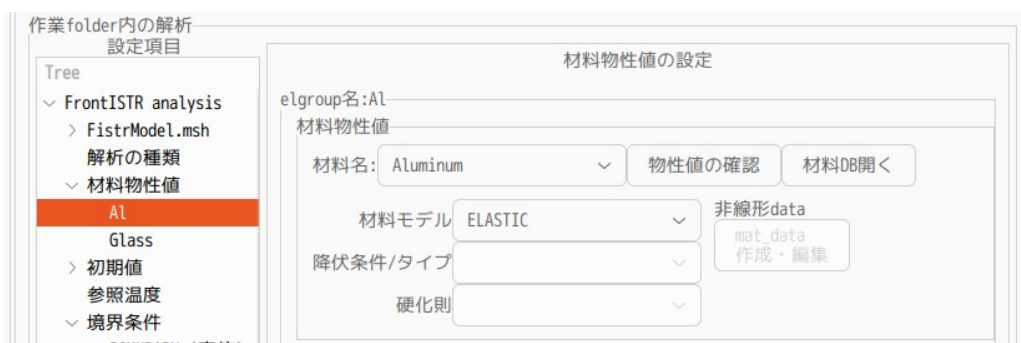 作業folder内の解析
設定項目
Tree
FrontISTR analysis
FistrModel.msh
解析の種類
材料物性値
Al
Glass
初期値
参照温度
境界条件
材料物性値の設定
elgroup名:Al
材料物性値
材料名: Aluminum 物性値の確認 材料DB開く
材料モデル ELASTIC 非線形data
mat_data
作成・編集
降伏条件/タイプ
硬化則